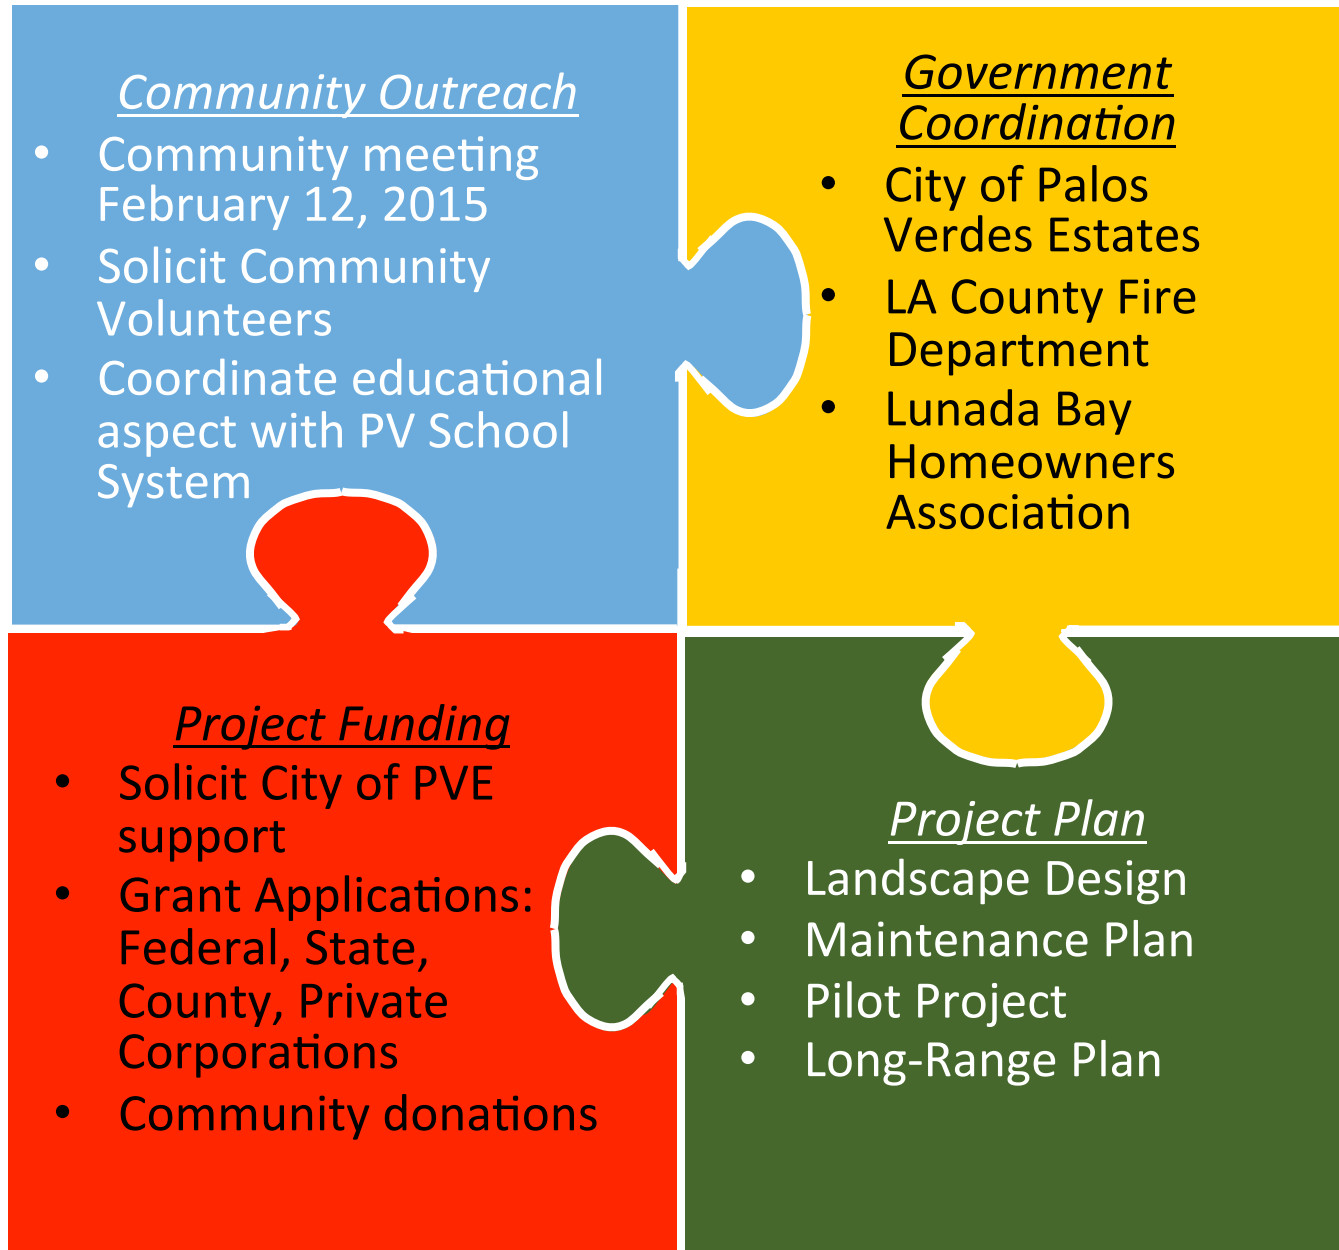 Community Outreach
• Community meeting
February 12, 2015
• Solicit Community
Volunteers
• Coordinate educational
aspect with PV School
System
Government
Coordination
• City of Palos
Verdes Estates
• LA County Fire
Department
• Lunada Bay
Homeowners
Association
Project Funding
• Solicit City of PVE
support
• Grant Applications:
Federal, State,
County, Private
Corporations
• Community donations
Project Plan
• Landscape Design
• Maintenance Plan
• Pilot Project
• Long-Range Plan